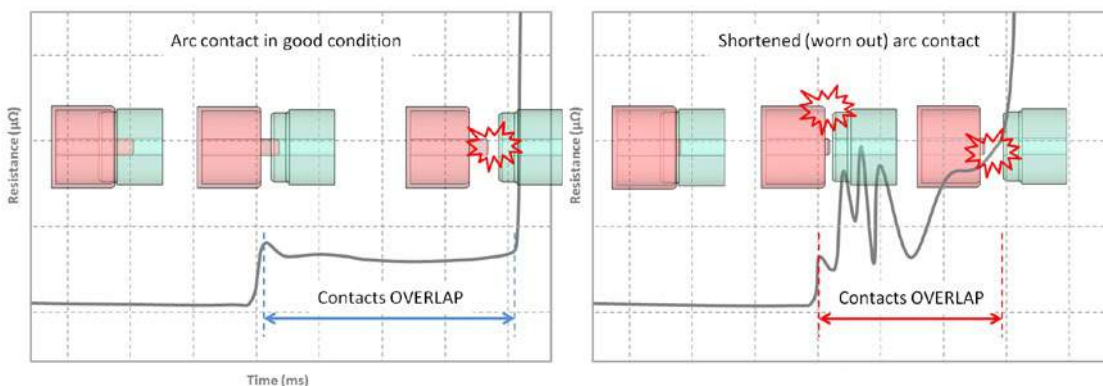 Arc contact in good condition
Resistance (μΩ)
Contacts OVERLAP
Time (ms)
Shortened (worn out) arc contact
Resistance (μΩ)
Contacts OVERLAP